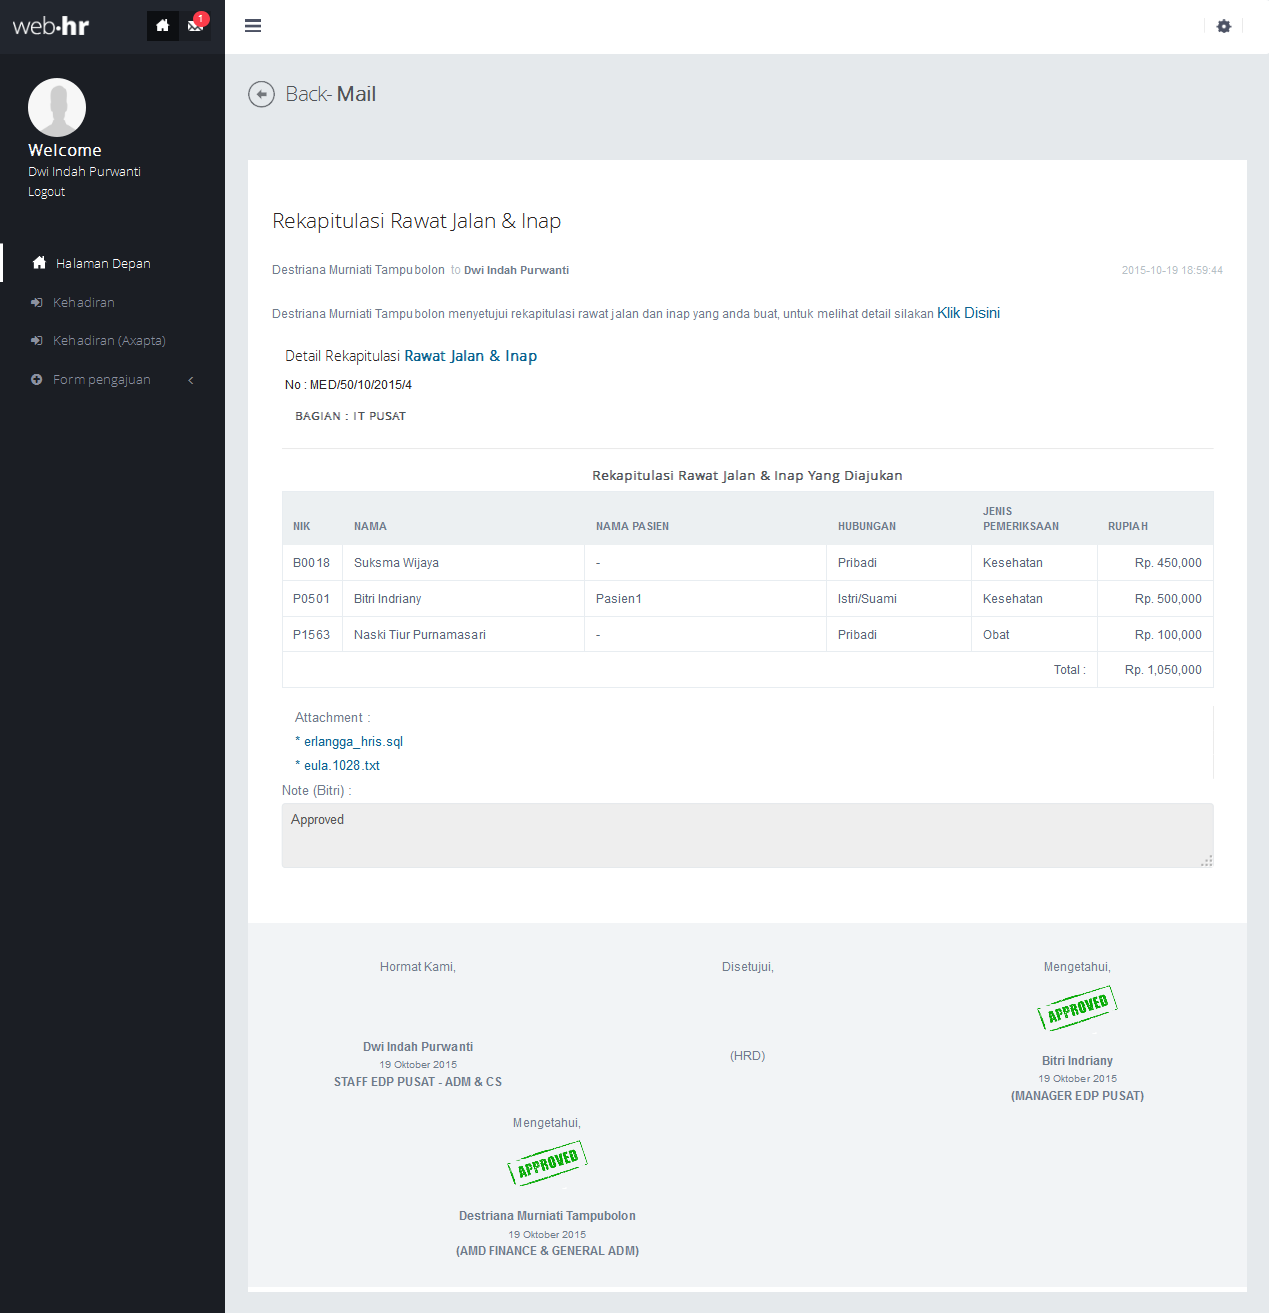 web·hr
1
Back- Mail
Welcome
Dwi Indah Purwanti
Logout
Halaman Depan
Kehadiran
Kehadiran (Axapta)
Form pengajuan
Rekapitulasi Rawat Jalan & Inap
Destriana Murniati Tampubolon to Dwi Indah Purwanti 2015-10-19 18:59:44
Destriana Murniati Tampubolon menyetujui rekapitulasi rawat jalan dan inap yang anda buat, untuk melihat detail silakan Klik Disini
Detail Rekapitulasi Rawat Jalan & Inap
No : MED/50/10/2015/4
BAGIAN : IT PUSAT
Rekapitulasi Rawat Jalan & Inap Yang Diajukan
NIK NAMA NAMA PASIEN HUBUNGAN JENIS PEMERIKSAAN RUPIAH
B0018 Suksma Wijaya - Pribadi Kesehatan Rp. 450,000
P0501 Bitri Indriany Pasien1 Istri/Suami Kesehatan Rp. 500,000
P1563 Naski Tiur Purnamasari - Pribadi Obat Rp. 100,000
Total : Rp. 1,050,000
Attachment :
* erlangga_hris.sql
* eula.1028.txt
Note (Bitri) :
Approved
Hormat Kami, Disetujui, Mengetahui,
APPROVED
Dwi Indah Purwanti (HRD) Bitri Indriany
19 Oktober 2015 19 Oktober 2015
STAFF EDP PUSAT - ADM & CS (MANAGER EDP PUSAT)
Mengetahui,
APPROVED
Destriana Murniati Tampubolon
19 Oktober 2015
(AMD FINANCE & GENERAL ADM)